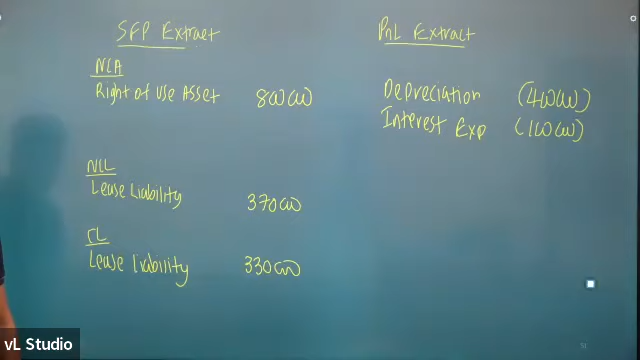 SFP Extract
NCA
Right of Use Asset 800000
NCL
Lease Liability 370000
CL
Lease liability 330000
PnL Extract
Depreciation (400000)
Interest Exp (100000)
vL Studio